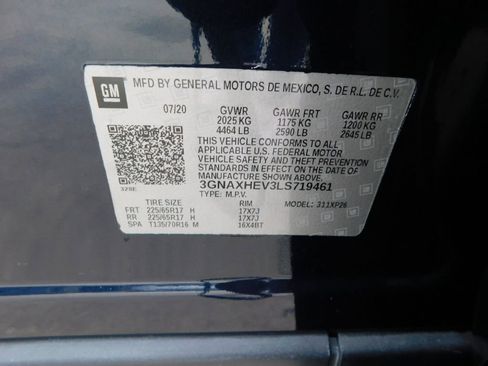 GM
MFD BY GENERAL MOTORS DE MEXICO, S. DE R.L. DE C.V.
07/20 GVWR GAWR FRT GAWR RR
2025 KG 1175 KG 1200 KG
4464 LB 2590 LB 2645 LB
THIS VEHICLE CONFORMS TO ALL
APPLICABLE U.S. FEDERAL MOTOR
VEHICLE SAFETY AND THEFT PREVENTION
STANDARDS IN EFFECT ON THE DATE OF
MANUFACTURE SHOWN ABOVE.
3GNAXHEV3LS719461
TYPE: M.P.V. MODEL: 311XP26
TIRE SIZE RIM
FRT 225/65R17 H 17X7J
RR 225/65R17 H 17X7J
SPA T135/70R16 M 16X4BT